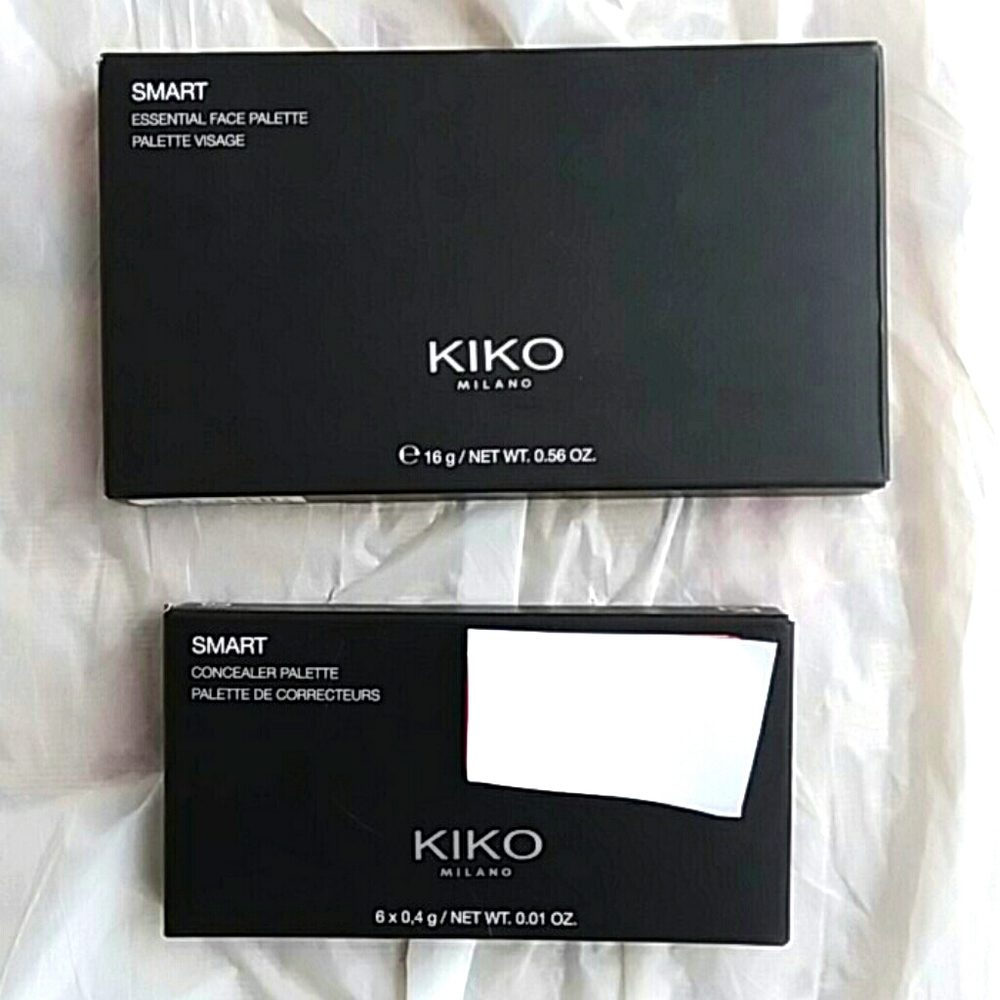 SMART
ESSENTIAL FACE PALETTE
PALETTE VISAGE
KIKO
MILANO
℮ 16 g / NET WT. 0.56 OZ.
SMART
CONCEALER PALETTE
PALETTE DE CORRECTEURS
KIKO
MILANO
6 x 0,4 g / NET WT. 0.01 OZ.